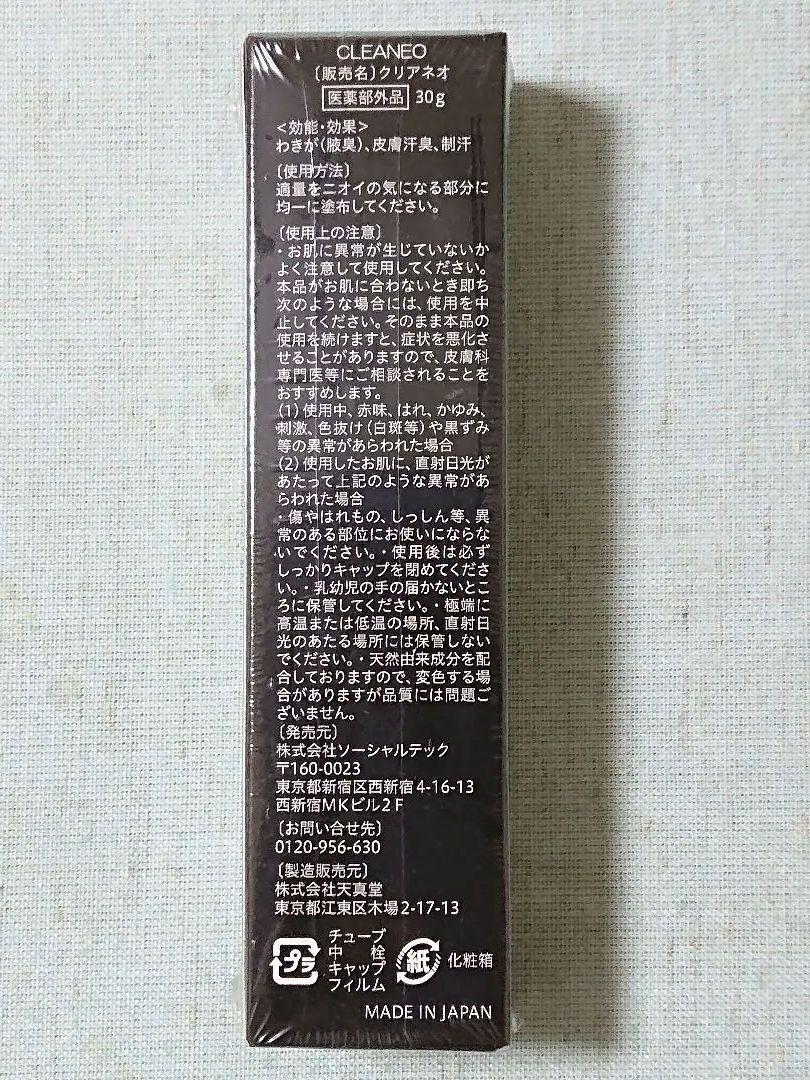 CLEANEO
〔販売名〕クリアネオ
医薬部外品 30g
＜効能・効果＞
わきが(腋臭)、皮膚汗臭、制汗
〔使用方法〕
適量をニオイの気になる部分に
均一に塗布してください。
〔使用上の注意〕
・お肌に異常が生じていないか
よく注意して使用してください。
本品がお肌に合わないとき即ち
次のような場合には、使用を中
止してください。そのまま本品の
使用を続けますと、症状を悪化さ
せることがありますので、皮膚科
専門医等にご相談されることを
おすすめします。
(1)使用中、赤味、はれ、かゆみ、
刺激、色抜け(白斑等)や黒ずみ
等の異常があらわれた場合
(2)使用したお肌に、直射日光が
あたって上記のような異常があ
らわれた場合
・傷やはれもの、しっしん等、異
常のある部位にお使いにならな
いでください。・使用後は必ず
しっかりキャップを閉めてくださ
い。・乳幼児の手の届かないとこ
ろに保管してください。・極端に
高温または低温の場所、直射日
光のあたる場所には保管しない
でください。・天然由来成分を配
合しておりますので、変色する場
合がありますが品質には問題ご
ざいません。
〔発売元〕
株式会社ソーシャルテック
〒160-0023
東京都新宿区西新宿4-16-13
西新宿MKビル2F
〔お問い合せ先〕
0120-956-630
〔製造販売元〕
株式会社天真堂
東京都江東区木場2-17-13
プラ
チューブ
中栓
キャップ
フィルム
紙
化粧箱
MADE IN JAPAN